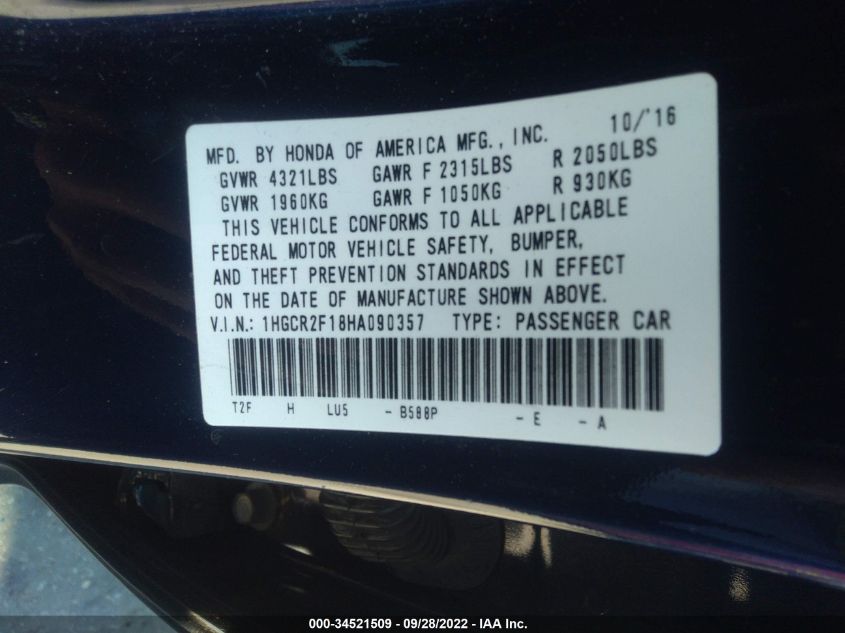 MFD. BY HONDA OF AMERICA MFG., INC. 10/'16
GVWR 4321LBS GAWR F 2315LBS R 2050LBS
GVWR 1960KG GAWR F 1050KG R 930KG
THIS VEHICLE CONFORMS TO ALL APPLICABLE
FEDERAL MOTOR VEHICLE SAFETY, BUMPER,
AND THEFT PREVENTION STANDARDS IN EFFECT
ON THE DATE OF MANUFACTURE SHOWN ABOVE.
V.I.N.: 1HGCR2F18HA090357 TYPE: PASSENGER CAR
T2F H LU5 - B588P - E - A
000-34521509 - 09/28/2022 - IAA Inc.